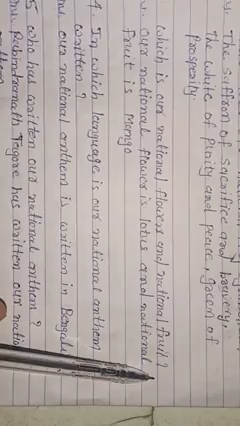 The saffron of sacrifice and bravery,
the white of Purity and peace, green of
Prosperity
which is our national flower and national fruit?
Our national flower is lotus and national
fruit is Mango
4. In which language is our national anthem
written?
our national anthem is written in Bengali
5 who has written our national anthem?
Rabindranath Tagore has written our